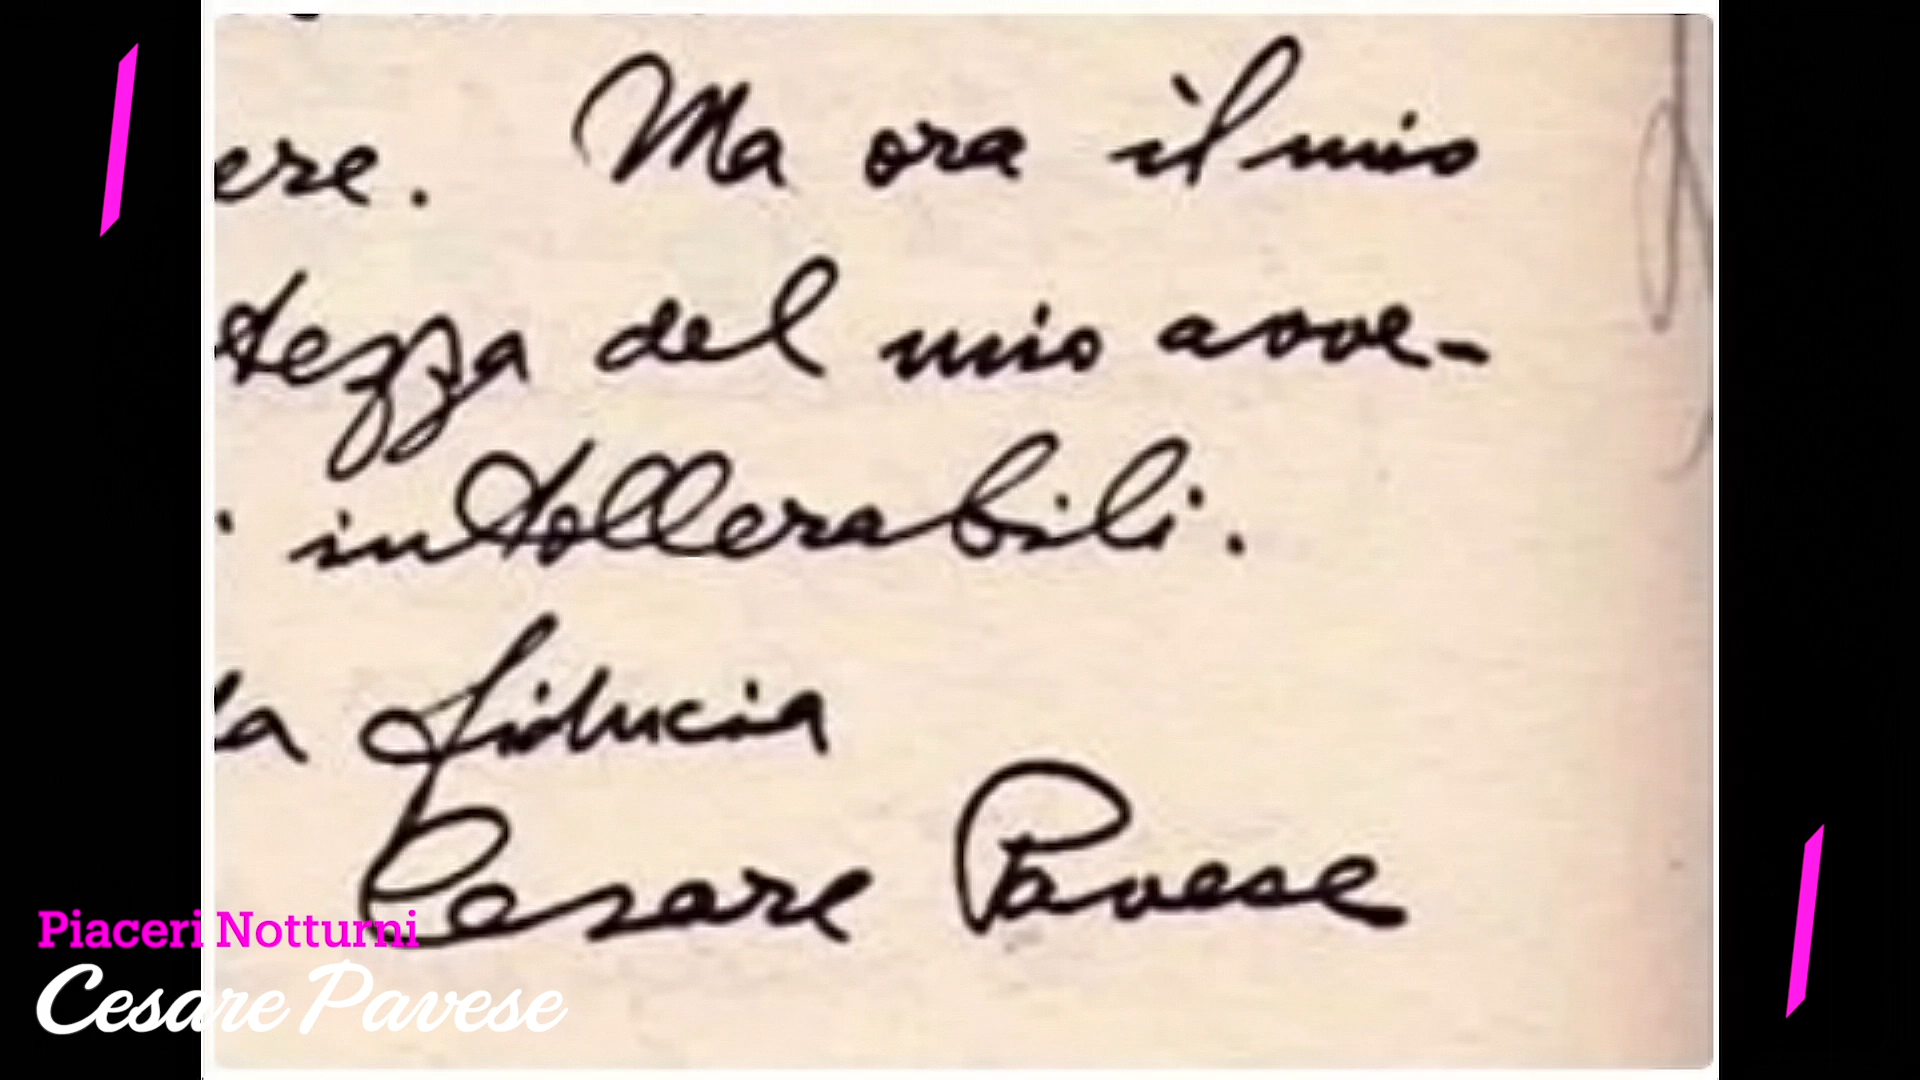 ere. Ma ora il mio
tezza del mio avve-
intollerabili.
la fiducia
Cesare Pavese
Piaceri Notturni
Cesare Pavese